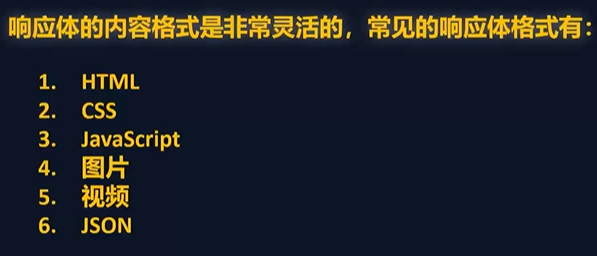 响应体的内容格式是非常灵活的，常见的响应体格式有：
1. HTML
2. CSS
3. JavaScript
4. 图片
5. 视频
6. JSON